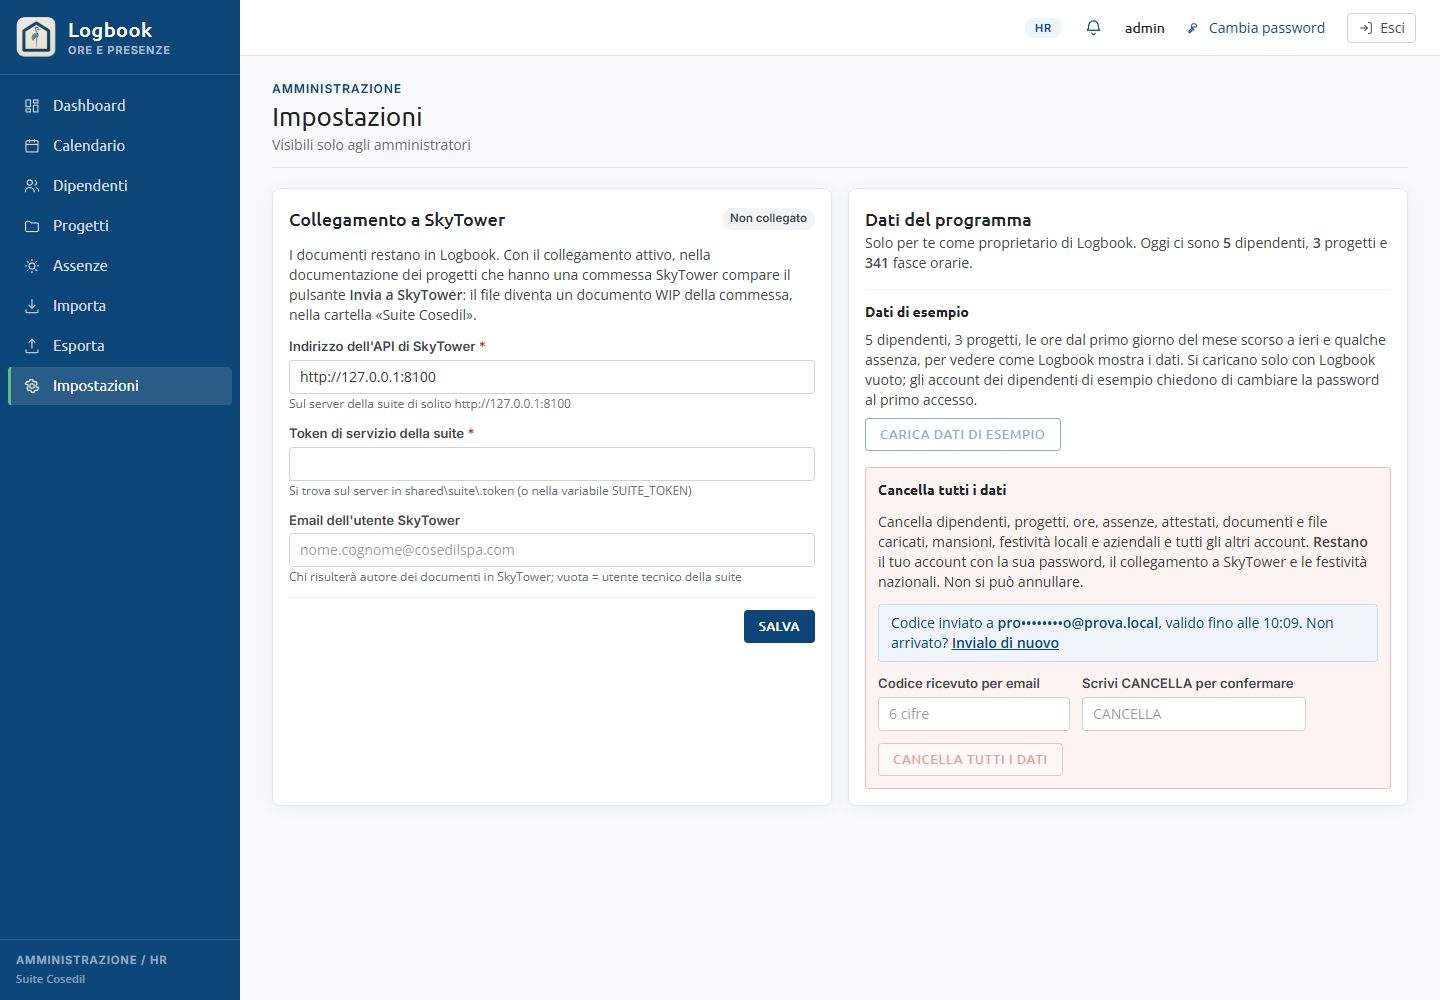 Logbook
ORE E PRESENZE
Dashboard
Calendario
Dipendenti
Progetti
Assenze
Importa
Esporta
Impostazioni
AMMINISTRAZIONE / HR
Suite Cosedil
HR
admin
Cambia password
Esci
AMMINISTRAZIONE
Impostazioni
Visibili solo agli amministratori
Collegamento a SkyTower
Non collegato
I documenti restano in Logbook. Con il collegamento attivo, nella
documentazione dei progetti che hanno una commessa SkyTower compare il
pulsante Invia a SkyTower: il file diventa un documento WIP della commessa,
nella cartella «Suite Cosedil».
Indirizzo dell'API di SkyTower *
http://127.0.0.1:8100
Sul server della suite di solito http://127.0.0.1:8100
Token di servizio della suite *
Si trova sul server in shared\suite\.token (o nella variabile SUITE_TOKEN)
Email dell'utente SkyTower
nome.cognome@cosedilspa.com
Chi risulterà autore dei documenti in SkyTower; vuota = utente tecnico della suite
SALVA
Dati del programma
Solo per te come proprietario di Logbook. Oggi ci sono 5 dipendenti, 3 progetti e
341 fasce orarie.
Dati di esempio
5 dipendenti, 3 progetti, le ore dal primo giorno del mese scorso a ieri e qualche
assenza, per vedere come Logbook mostra i dati. Si caricano solo con Logbook
vuoto; gli account dei dipendenti di esempio chiedono di cambiare la password
al primo accesso.
CARICA DATI DI ESEMPIO
Cancella tutti i dati
Cancella dipendenti, progetti, ore, assenze, attestati, documenti e file
caricati, mansioni, festività locali e aziendali e tutti gli altri account. Restano
il tuo account con la sua password, il collegamento a SkyTower e le festività
nazionali. Non si può annullare.
Codice inviato a pro••••••••o@prova.local, valido fino alle 10:09. Non
arrivato? Invialo di nuovo
Codice ricevuto per email
Scrivi CANCELLA per confermare
6 cifre
CANCELLA
CANCELLA TUTTI I DATI